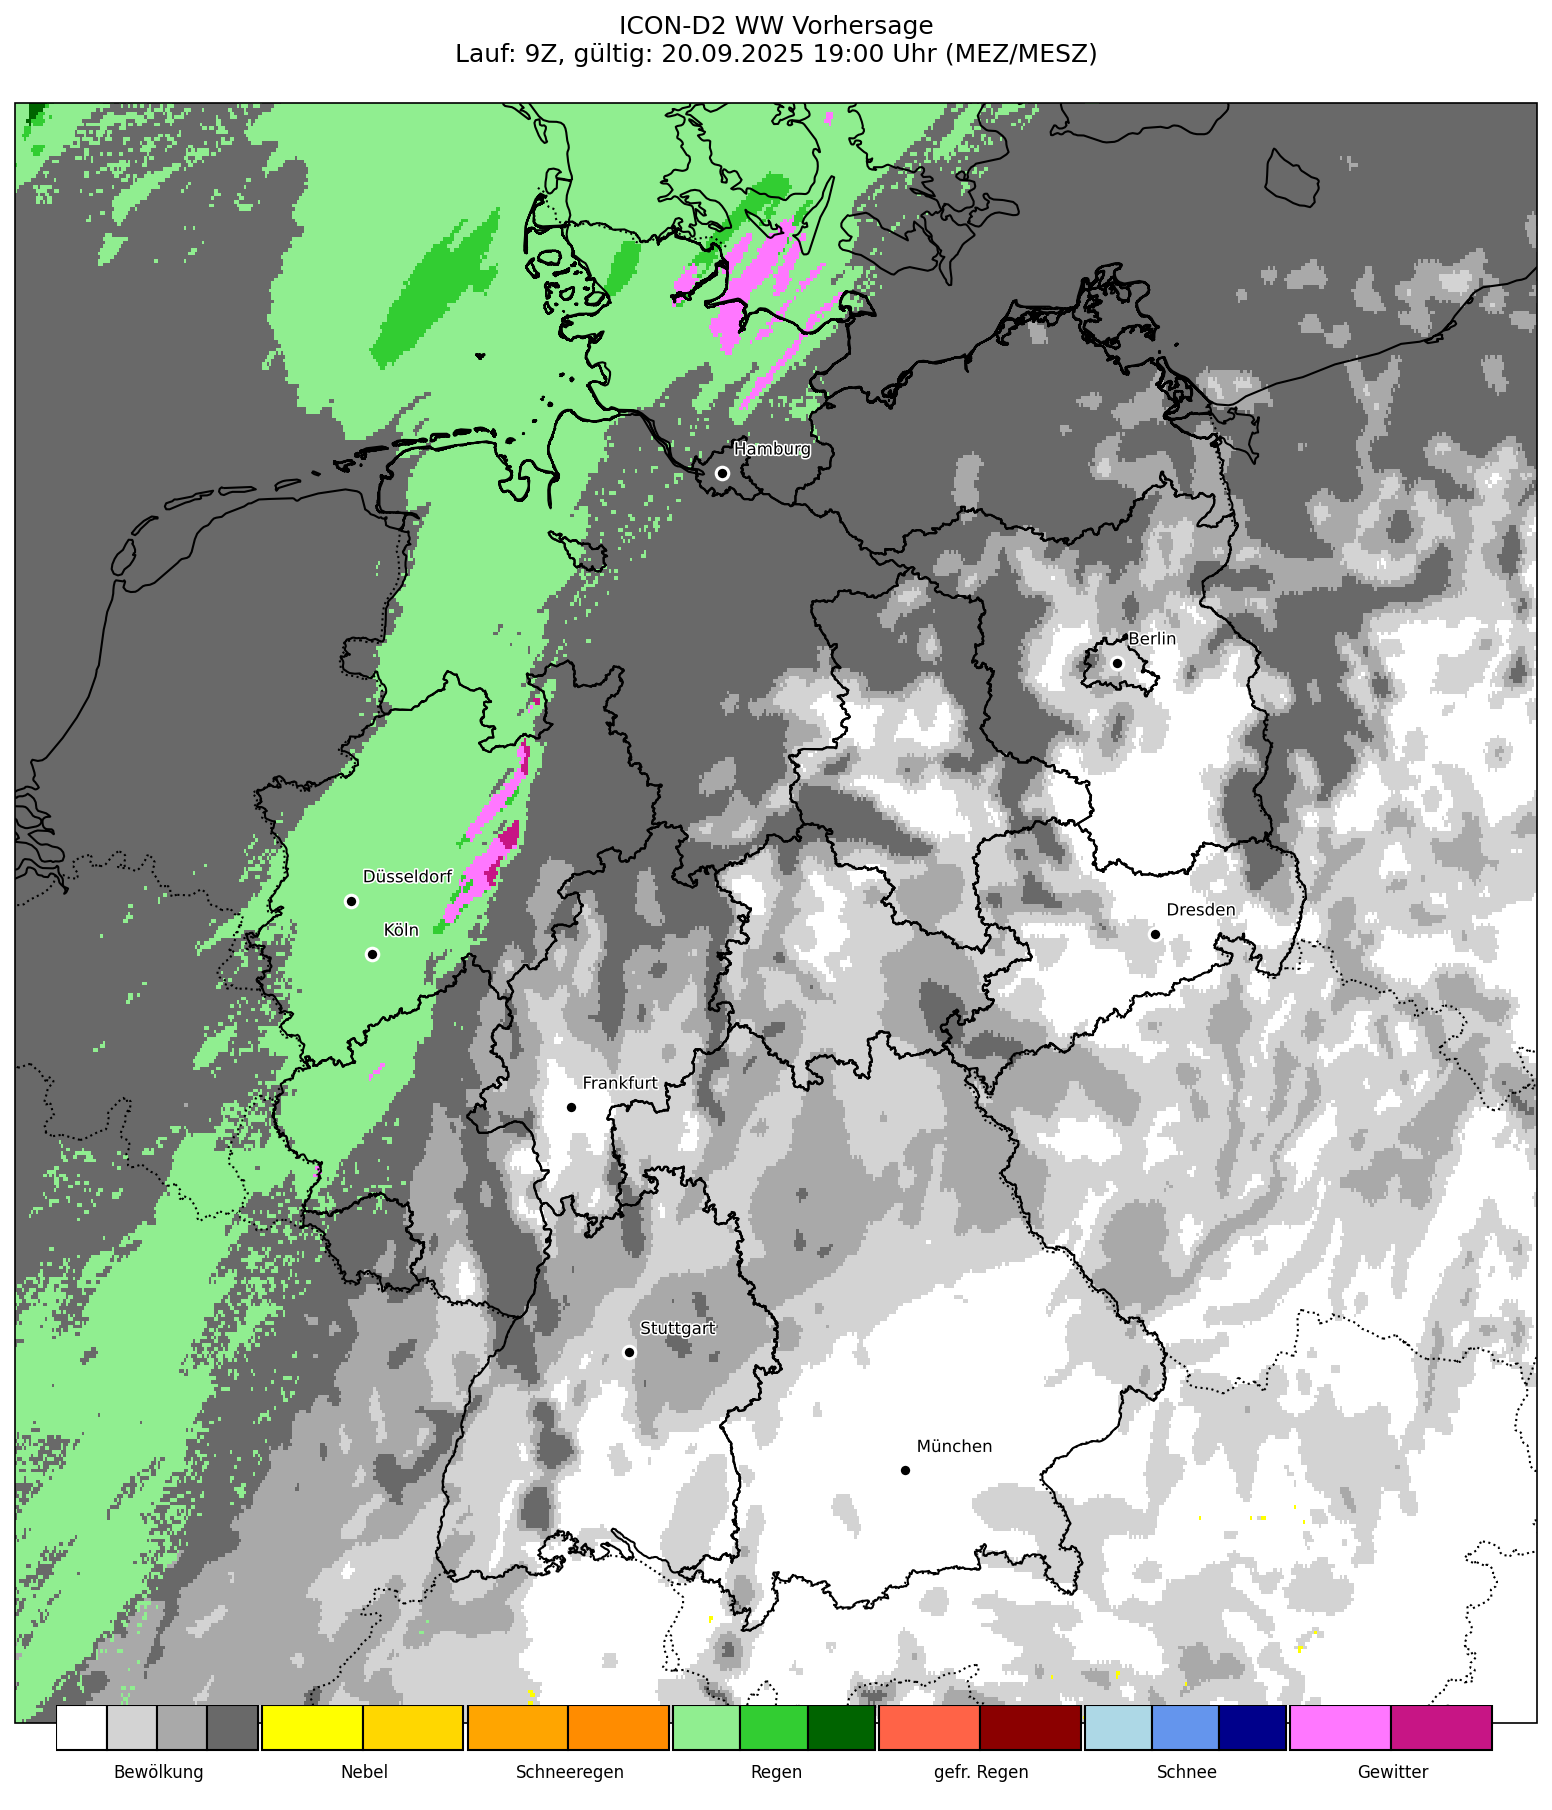 ICON-D2 WW Vorhersage
Lauf: 9Z, gültig: 20.09.2025 19:00 Uhr (MEZ/MESZ)
Hamburg
Berlin
Düsseldorf
Dresden
Köln
Frankfurt
Stuttgart
München
Bewölkung
Nebel
Schneeregen
Regen
gefr. Regen
Schnee
Gewitter